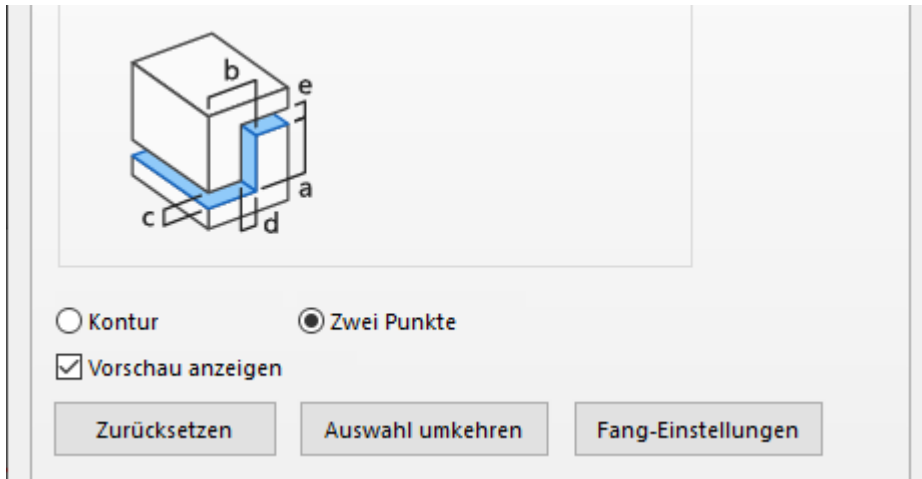 b
e
a
c
d
Kontur
Zwei Punkte
Vorschau anzeigen
Zurücksetzen
Auswahl umkehren
Fang-Einstellungen